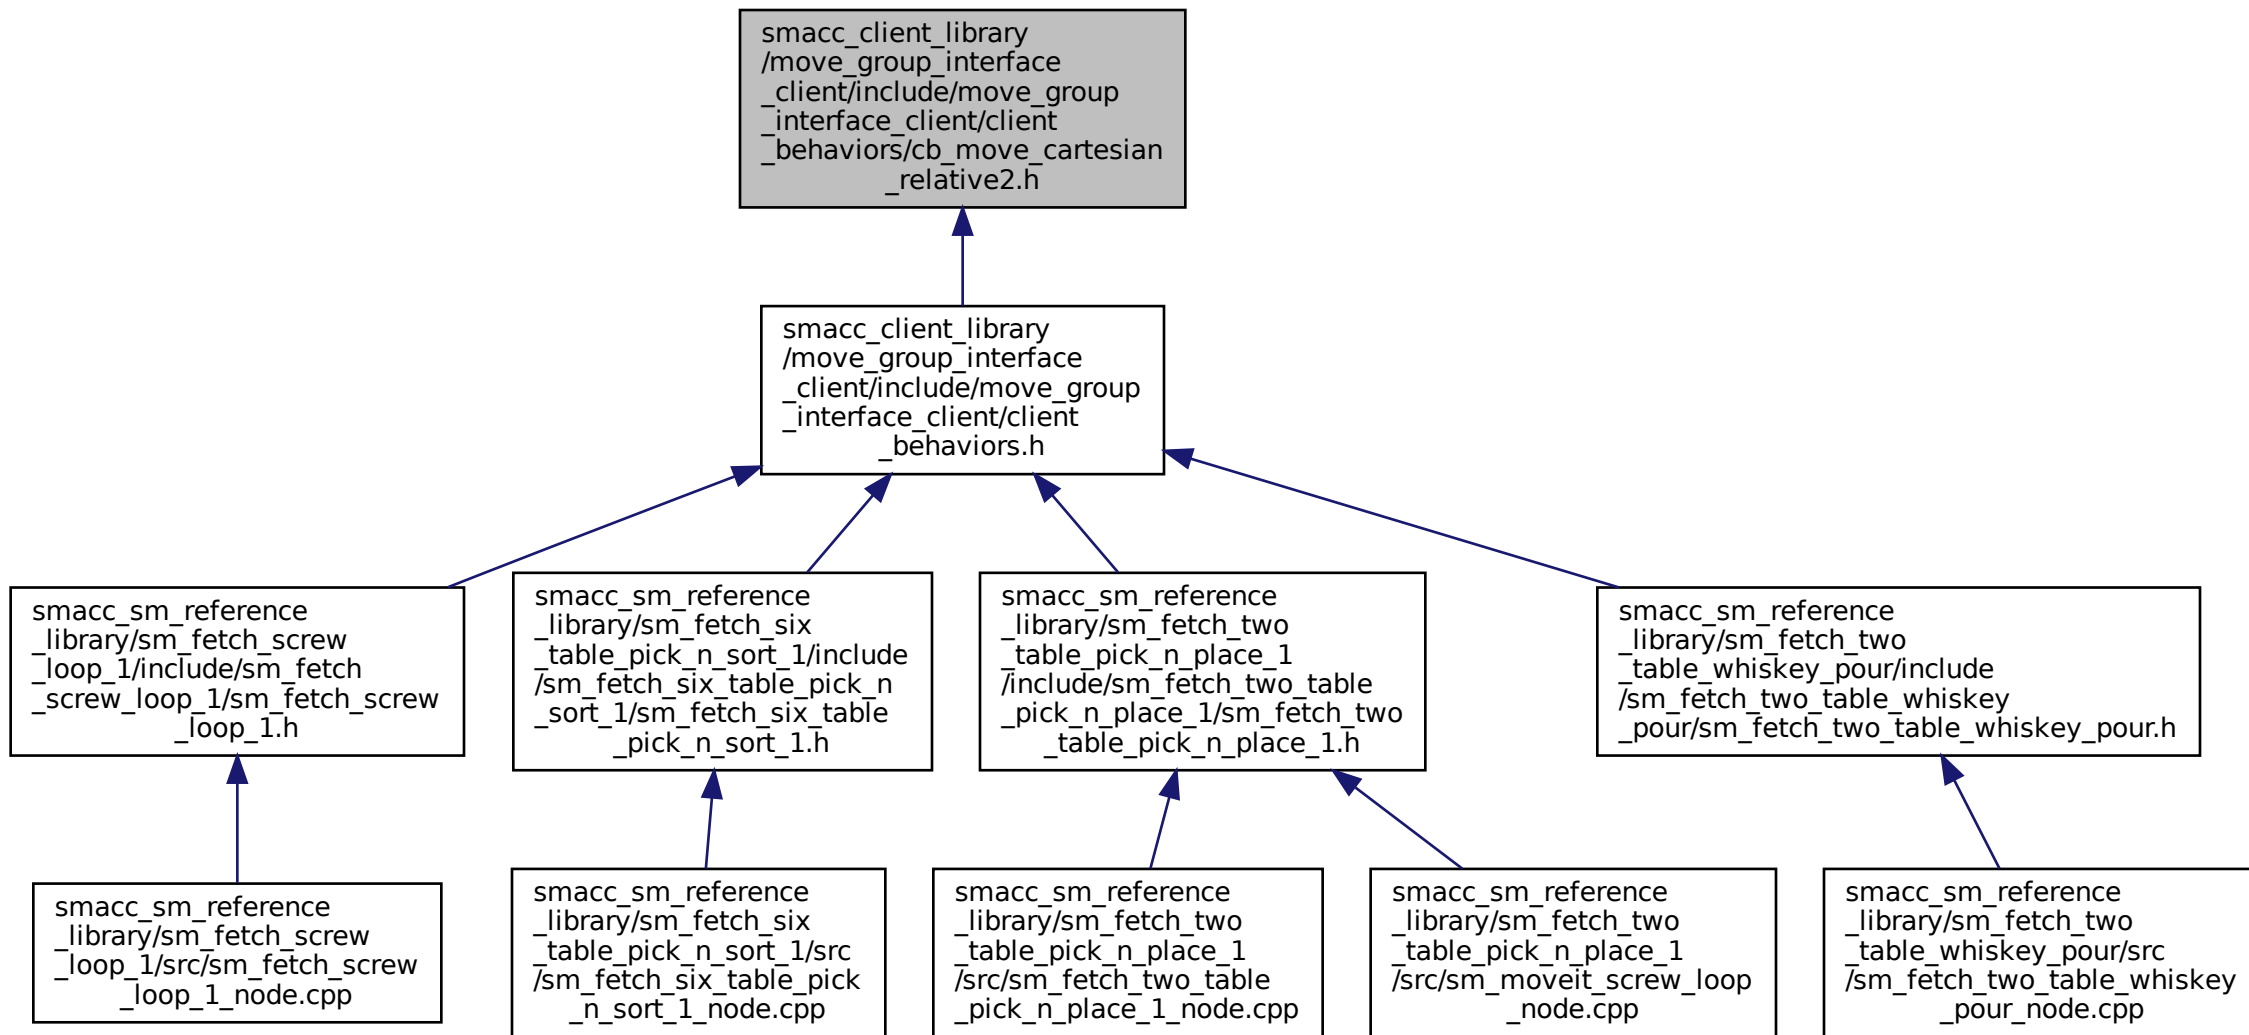 smacc_client_library
/move_group_interface
_client/include/move_group
_interface_client/client
_behaviors/cb_move_cartesian
_relative2.h
smacc_client_library
/move_group_interface
_client/include/move_group
_interface_client/client
_behaviors.h
smacc_sm_reference
_library/sm_fetch_screw
_loop_1/include/sm_fetch
_screw_loop_1/sm_fetch_screw
_loop_1.h
smacc_sm_reference
_library/sm_fetch_six
_table_pick_n_sort_1/include
/sm_fetch_six_table_pick_n
_sort_1/sm_fetch_six_table
_pick_n_sort_1.h
smacc_sm_reference
_library/sm_fetch_two
_table_pick_n_place_1
/include/sm_fetch_two_table
_pick_n_place_1/sm_fetch_two
_table_pick_n_place_1.h
smacc_sm_reference
_library/sm_fetch_two
_table_whiskey_pour/include
/sm_fetch_two_table_whiskey
_pour/sm_fetch_two_table_whiskey_pour.h
smacc_sm_reference
_library/sm_fetch_screw
_loop_1/src/sm_fetch_screw
_loop_1_node.cpp
smacc_sm_reference
_library/sm_fetch_six
_table_pick_n_sort_1/src
/sm_fetch_six_table_pick
_n_sort_1_node.cpp
smacc_sm_reference
_library/sm_fetch_two
_table_pick_n_place_1
/src/sm_fetch_two_table
_pick_n_place_1_node.cpp
smacc_sm_reference
_library/sm_fetch_two
_table_pick_n_place_1
/src/sm_moveit_screw_loop
_node.cpp
smacc_sm_reference
_library/sm_fetch_two
_table_whiskey_pour/src
/sm_fetch_two_table_whiskey
_pour_node.cpp